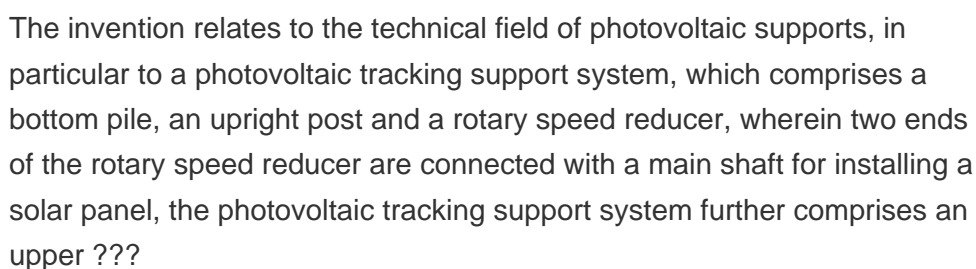 The invention relates to the technical field of photovoltaic supports, in
particular to a photovoltaic tracking support system, which comprises a
bottom pile, an upright post and a rotary speed reducer, wherein two ends
of the rotary speed reducer are connected with a main shaft for installing a
solar panel, the photovoltaic tracking support system further comprises an
upper ???